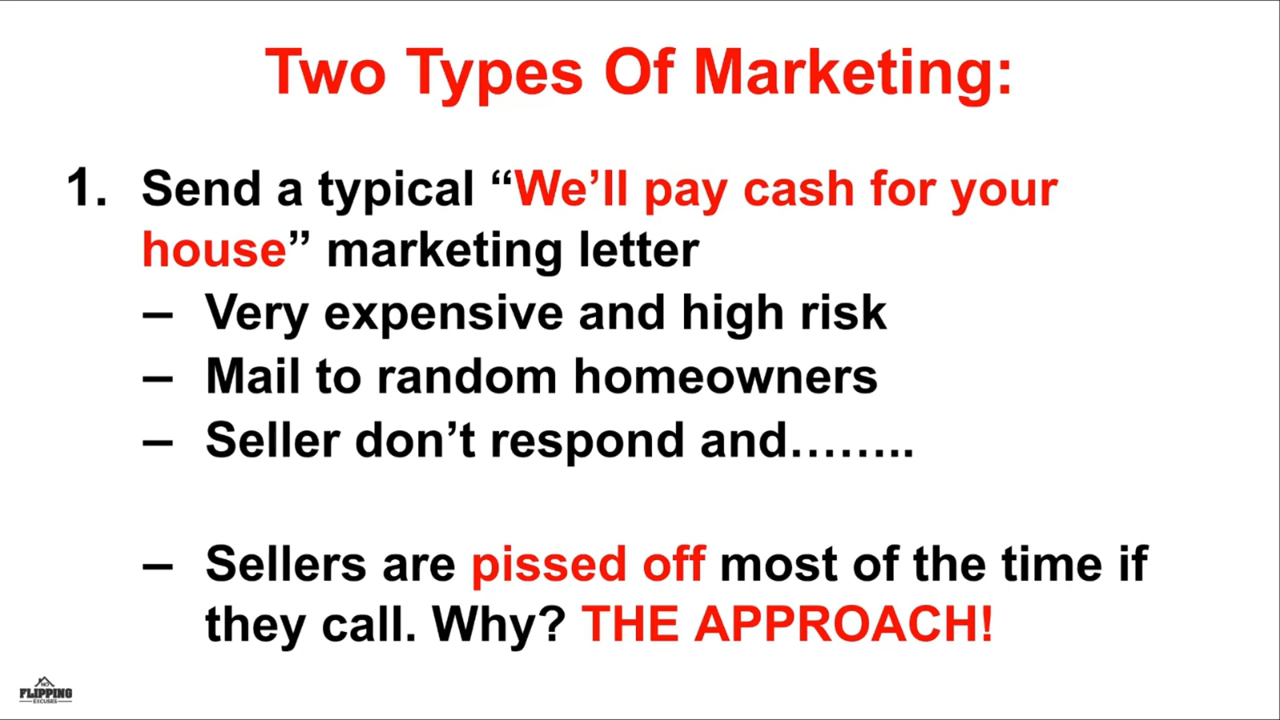 Two Types Of Marketing:
1. Send a typical “We’ll pay cash for your
house” marketing letter
– Very expensive and high risk
– Mail to random homeowners
– Seller don’t respond and……..
– Sellers are pissed off most of the time if
they call. Why? THE APPROACH!
NO
FLIPPING
EXCUSES